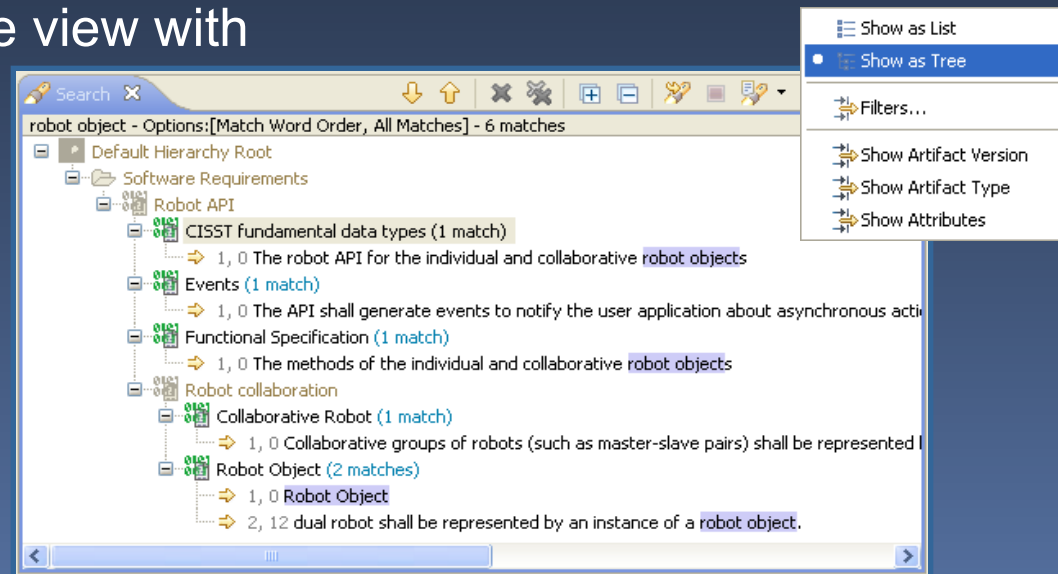 e view with
Show as List
Show as Tree
Filters...
Show Artifact Version
Show Artifact Type
Show Attributes
Search
robot object - Options:[Match Word Order, All Matches] - 6 matches
Default Hierarchy Root
Software Requirements
Robot API
CISST fundamental data types (1 match)
1, 0 The robot API for the individual and collaborative robot objects
Events (1 match)
1, 0 The API shall generate events to notify the user application about asynchronous acti
Functional Specification (1 match)
1, 0 The methods of the individual and collaborative robot objects
Robot collaboration
Collaborative Robot (1 match)
1, 0 Collaborative groups of robots (such as master-slave pairs) shall be represented
Robot Object (2 matches)
1, 0 Robot Object
2, 12 dual robot shall be represented by an instance of a robot object.